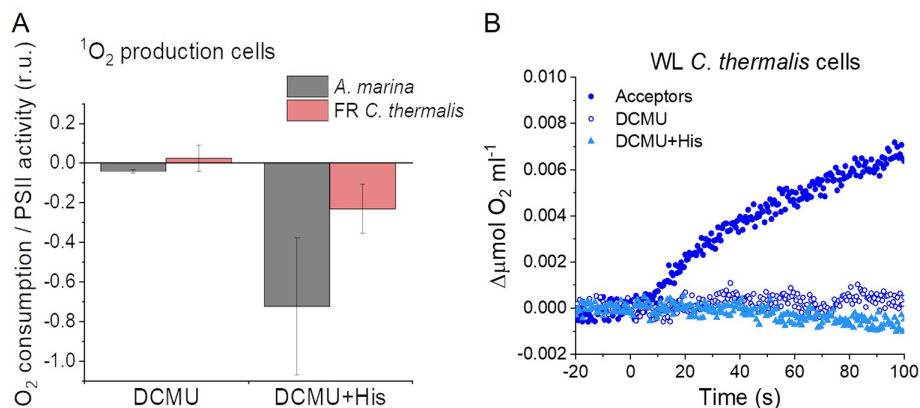 A
¹O₂ production cells
A. marina
FR C. thermalis
O₂ consumption / PSII activity (r.u.)
0.2
0.0
-0.2
-0.4
-0.6
-0.8
-1.0
DCMU
DCMU+His
B
WL C. thermalis cells
Acceptors
DCMU
DCMU+His
Δµmol O₂ ml⁻¹
0.010
0.008
0.006
0.004
0.002
0.000
-0.002
-20 0 20 40 60 80 100
Time (s)